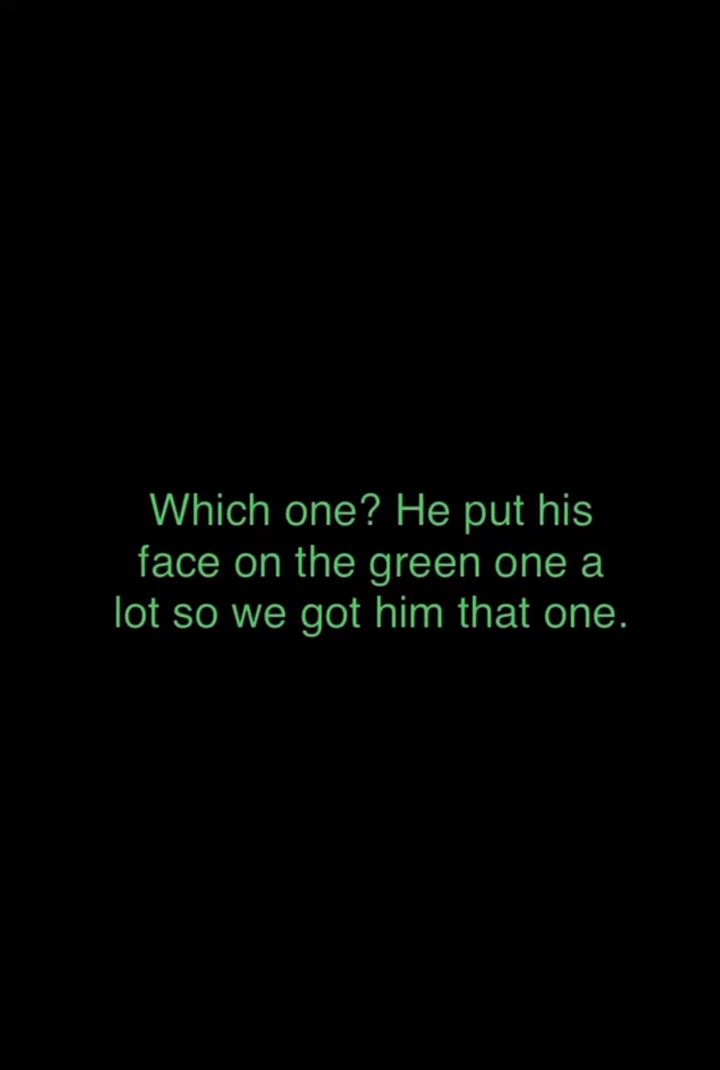 Which one? He put his
face on the green one a
lot so we got him that one.